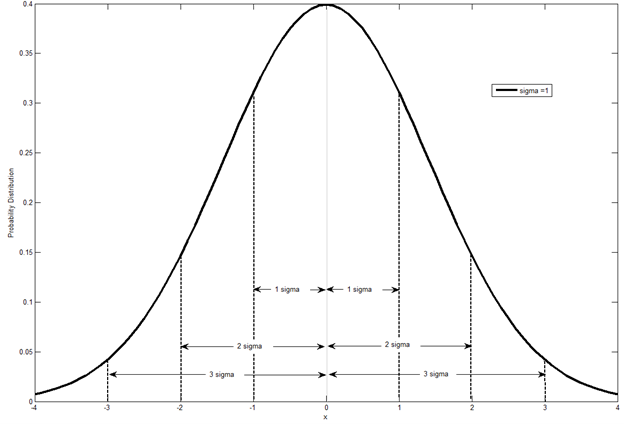 0.4
0.35
0.3
0.25
0.2
0.15
0.1
0.05
0
Probability Distribution
sigma =1
1 sigma
1 sigma
2 sigma
2 sigma
3 sigma
3 sigma
-4 -3 -2 -1 0 1 2 3 4
x